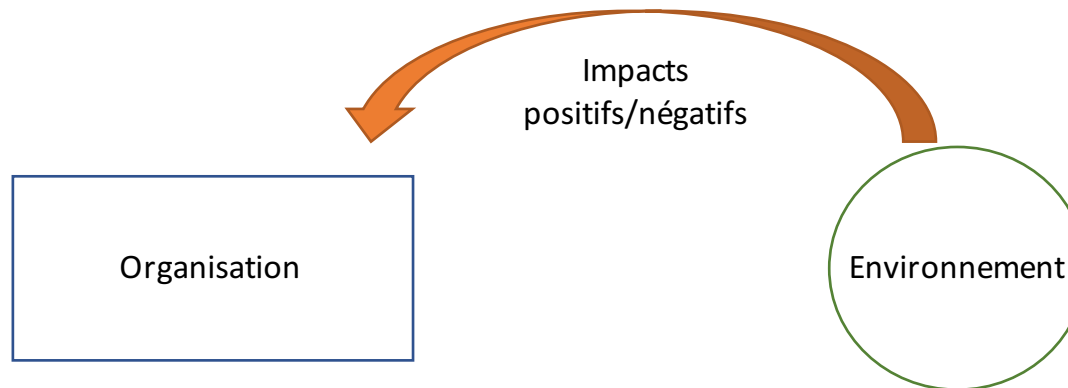 Impacts
positifs/négatifs
Organisation
Environnement